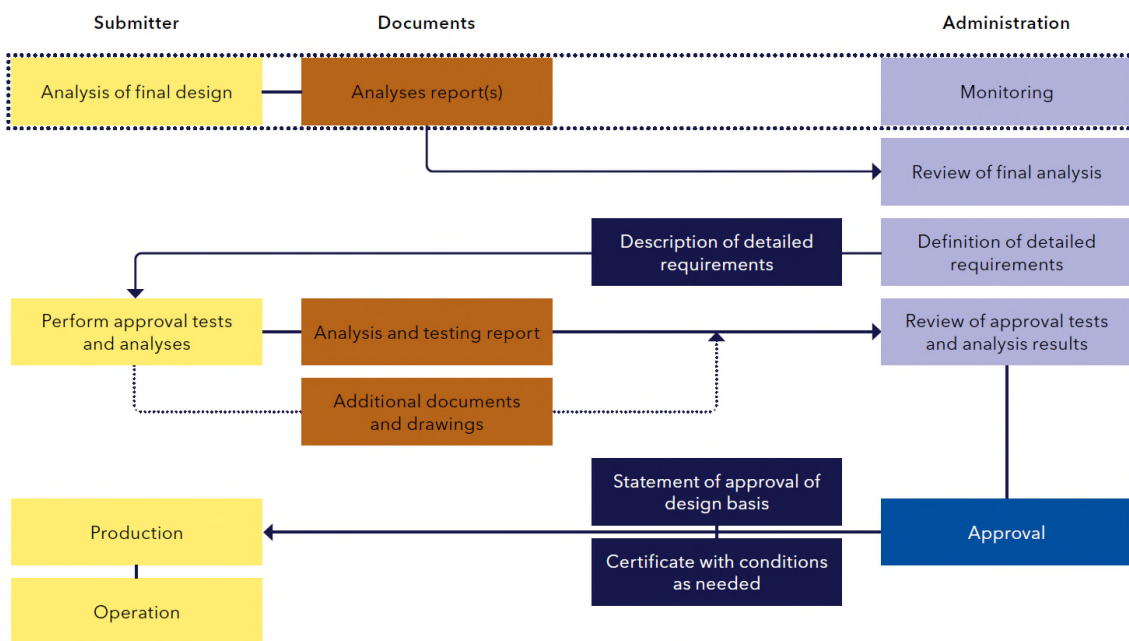 Submitter
Documents
Administration
Analysis of final design
Analyses report(s)
Monitoring
Review of final analysis
Description of detailed
requirements
Definition of detailed
requirements
Perform approval tests
and analyses
Analysis and testing report
Review of approval tests
and analysis results
Additional documents
and drawings
Statement of approval of
design basis
Production
Approval
Certificate with conditions
as needed
Operation